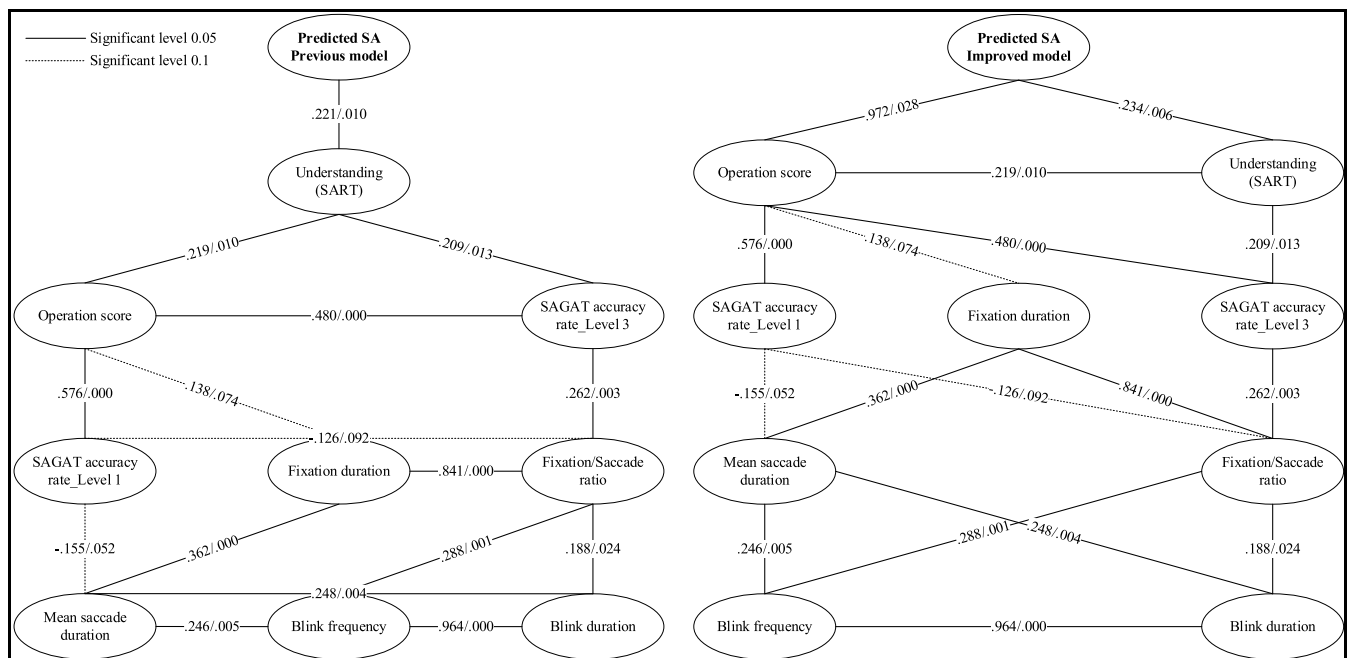 Significant level 0.05
Significant level 0.1
Predicted SA
Previous model
.221/.010
Understanding
(SART)
.219/.010
.209/.013
Operation score
.480/.000
SAGAT accuracy
rate_Level 3
.576/.000
.138/.074
.262/.003
-.126/.092
SAGAT accuracy
rate_Level 1
Fixation duration
.841/.000
Fixation/Saccade
ratio
-.155/.052
.362/.000
.288/.001
.188/.024
.248/.004
Mean saccade
duration
.246/.005
Blink frequency
.964/.000
Blink duration
Predicted SA
Improved model
.972/.028
.234/.006
Operation score
.219/.010
Understanding
(SART)
.576/.000
.138/.074
.480/.000
.209/.013
SAGAT accuracy
rate_Level 1
Fixation duration
SAGAT accuracy
rate_Level 3
-.155/.052
.362/.000
-.126/.092
.841/.000
.262/.003
Mean saccade
duration
Fixation/Saccade
ratio
.246/.005
.288/.001
.248/.004
.188/.024
Blink frequency
.964/.000
Blink duration